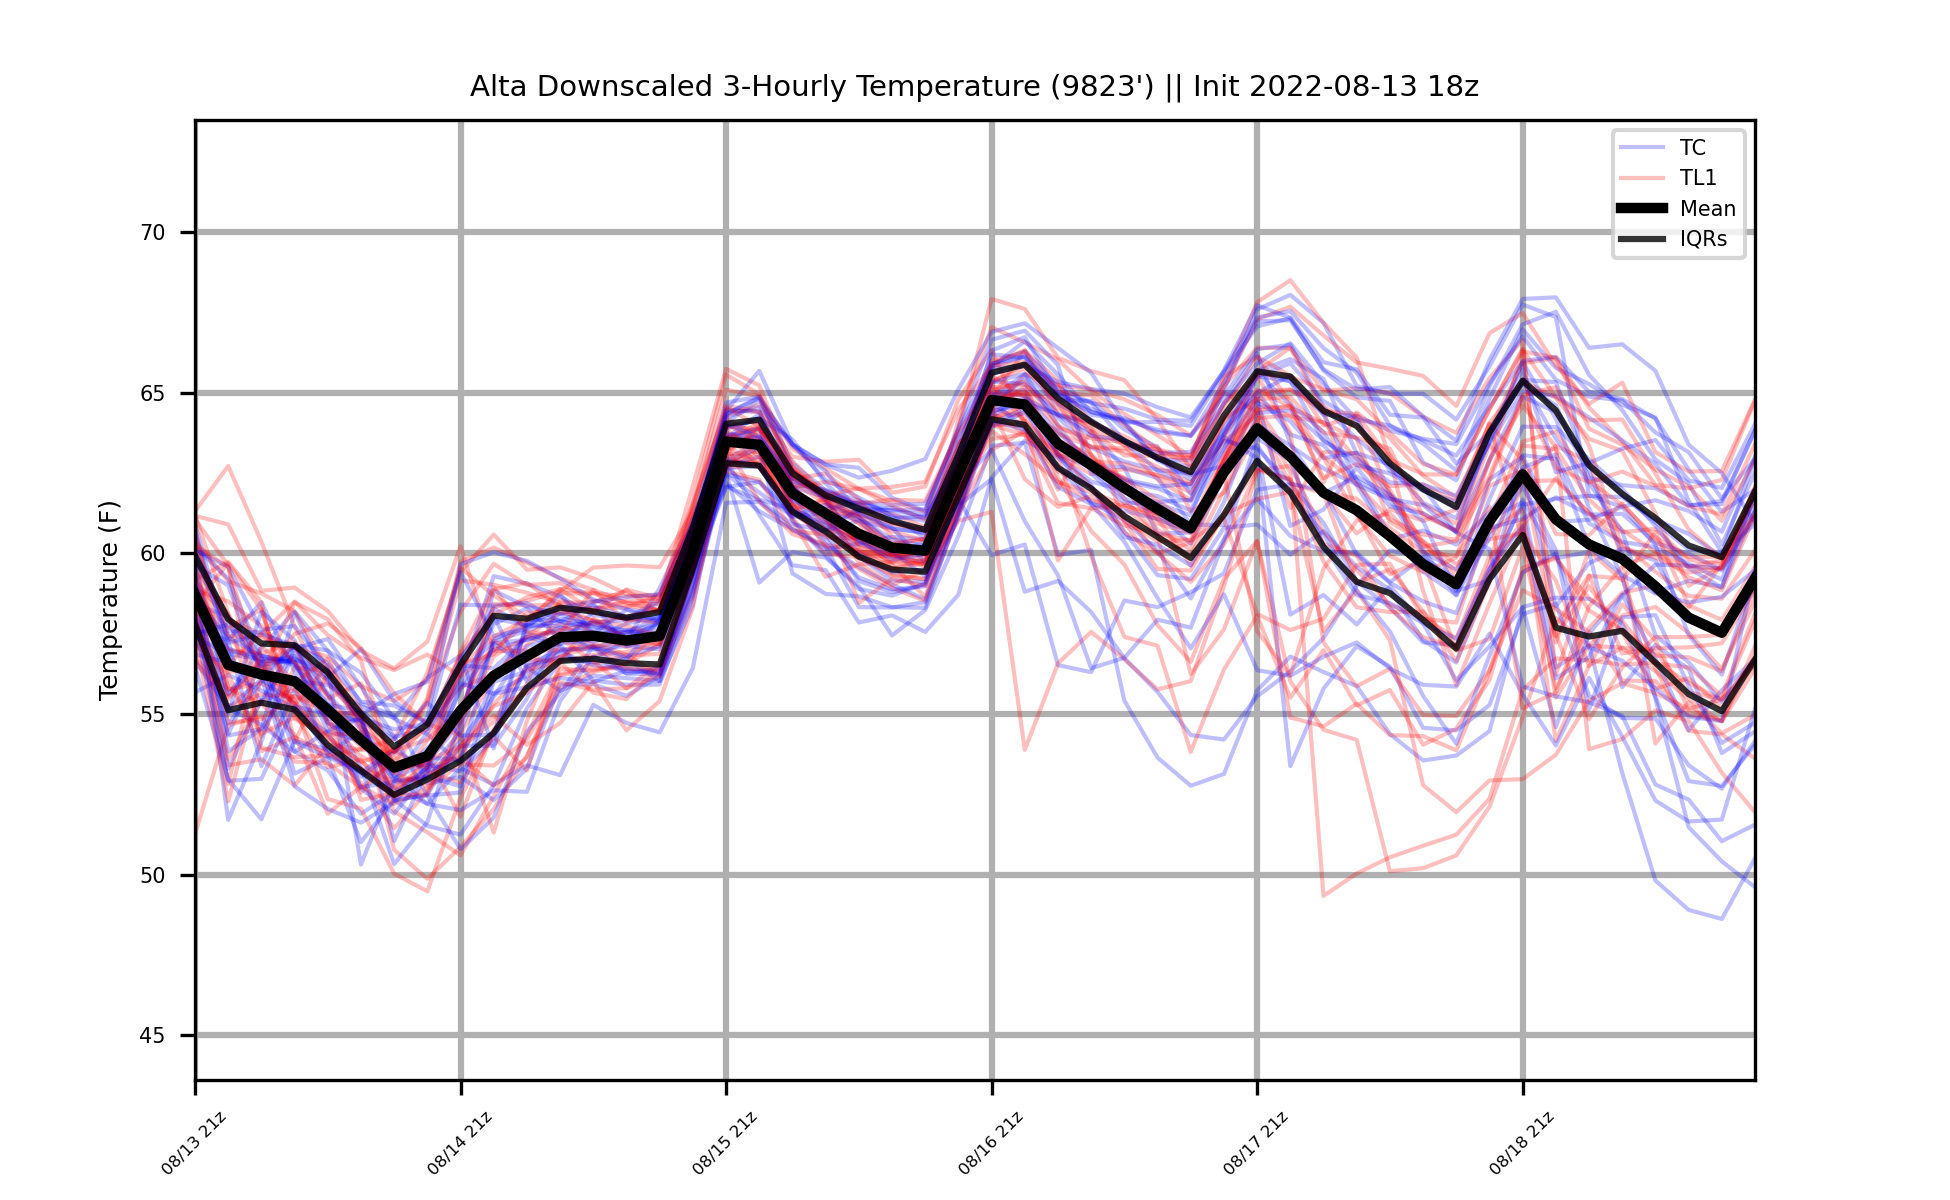 Alta Downscaled 3-Hourly Temperature (9823') || Init 2022-08-13 18z
TC
TL1
Mean
IQRs
Temperature (F)
70
65
60
55
50
45
08/13 21z
08/14 21z
08/15 21z
08/16 21z
08/17 21z
08/18 21z